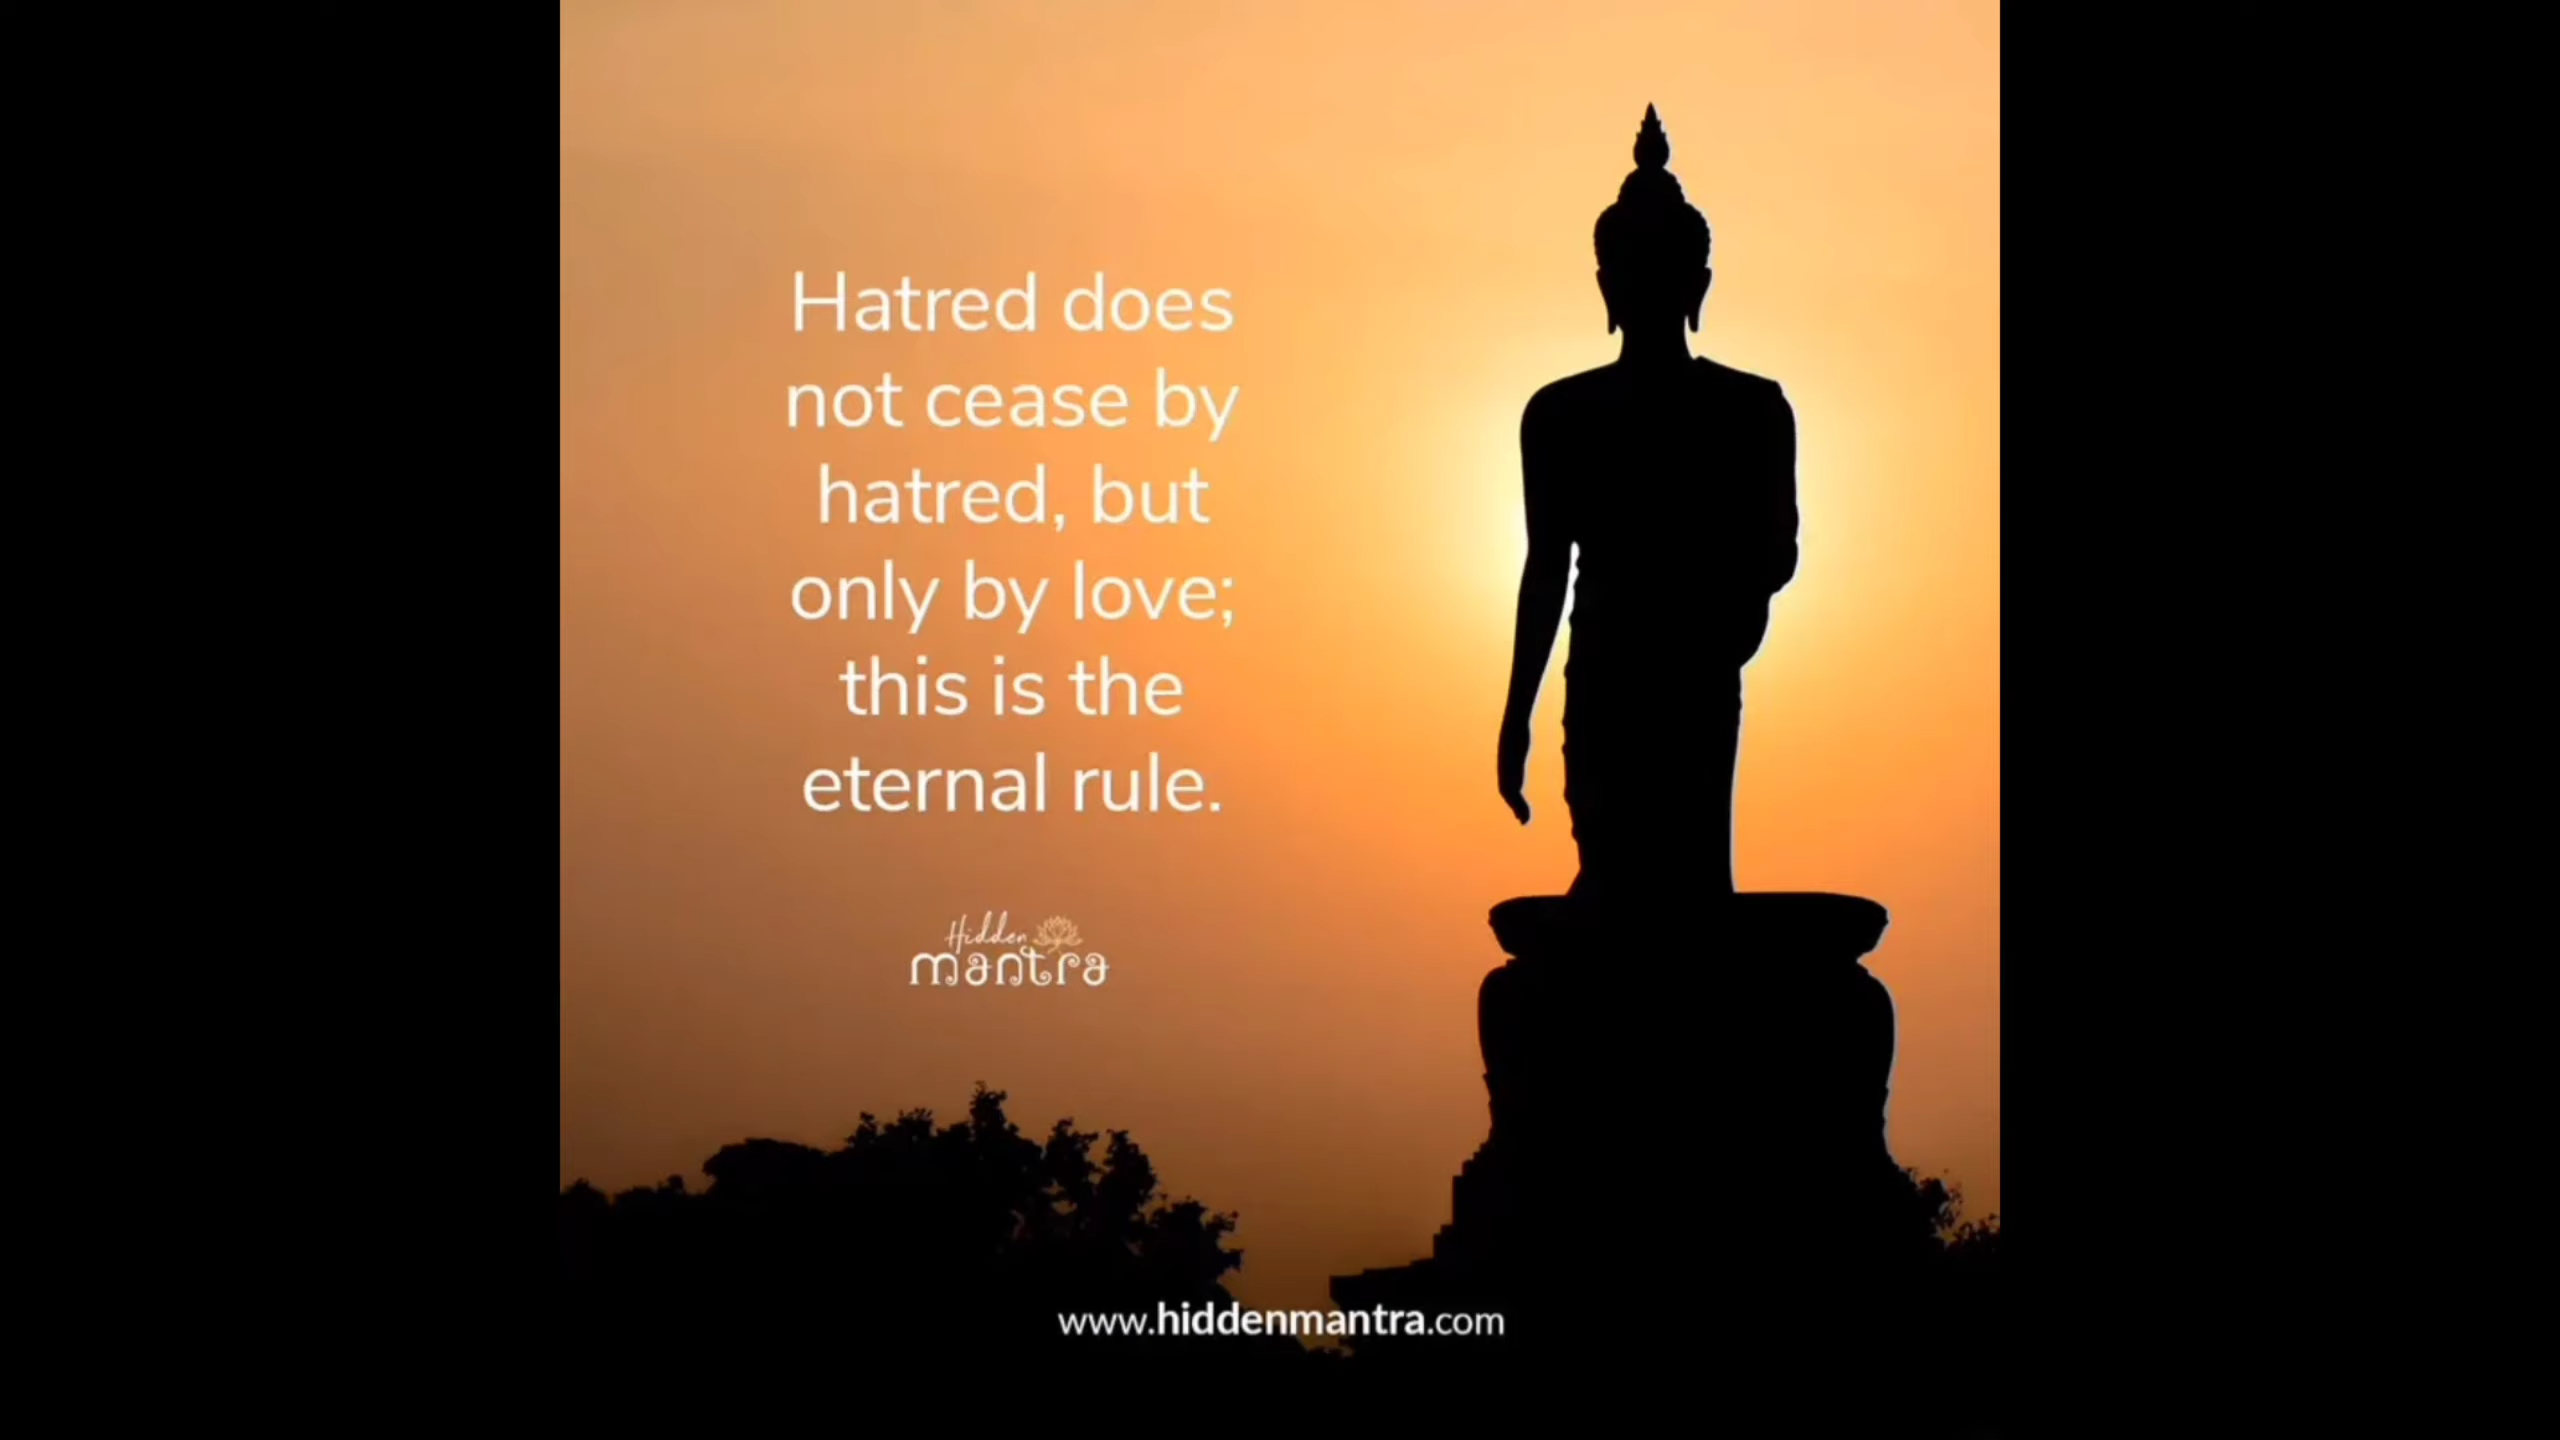 Hatred does
not cease by
hatred, but
only by love;
this is the
eternal rule.
Hidden
mantra
www.hiddenmantra.com